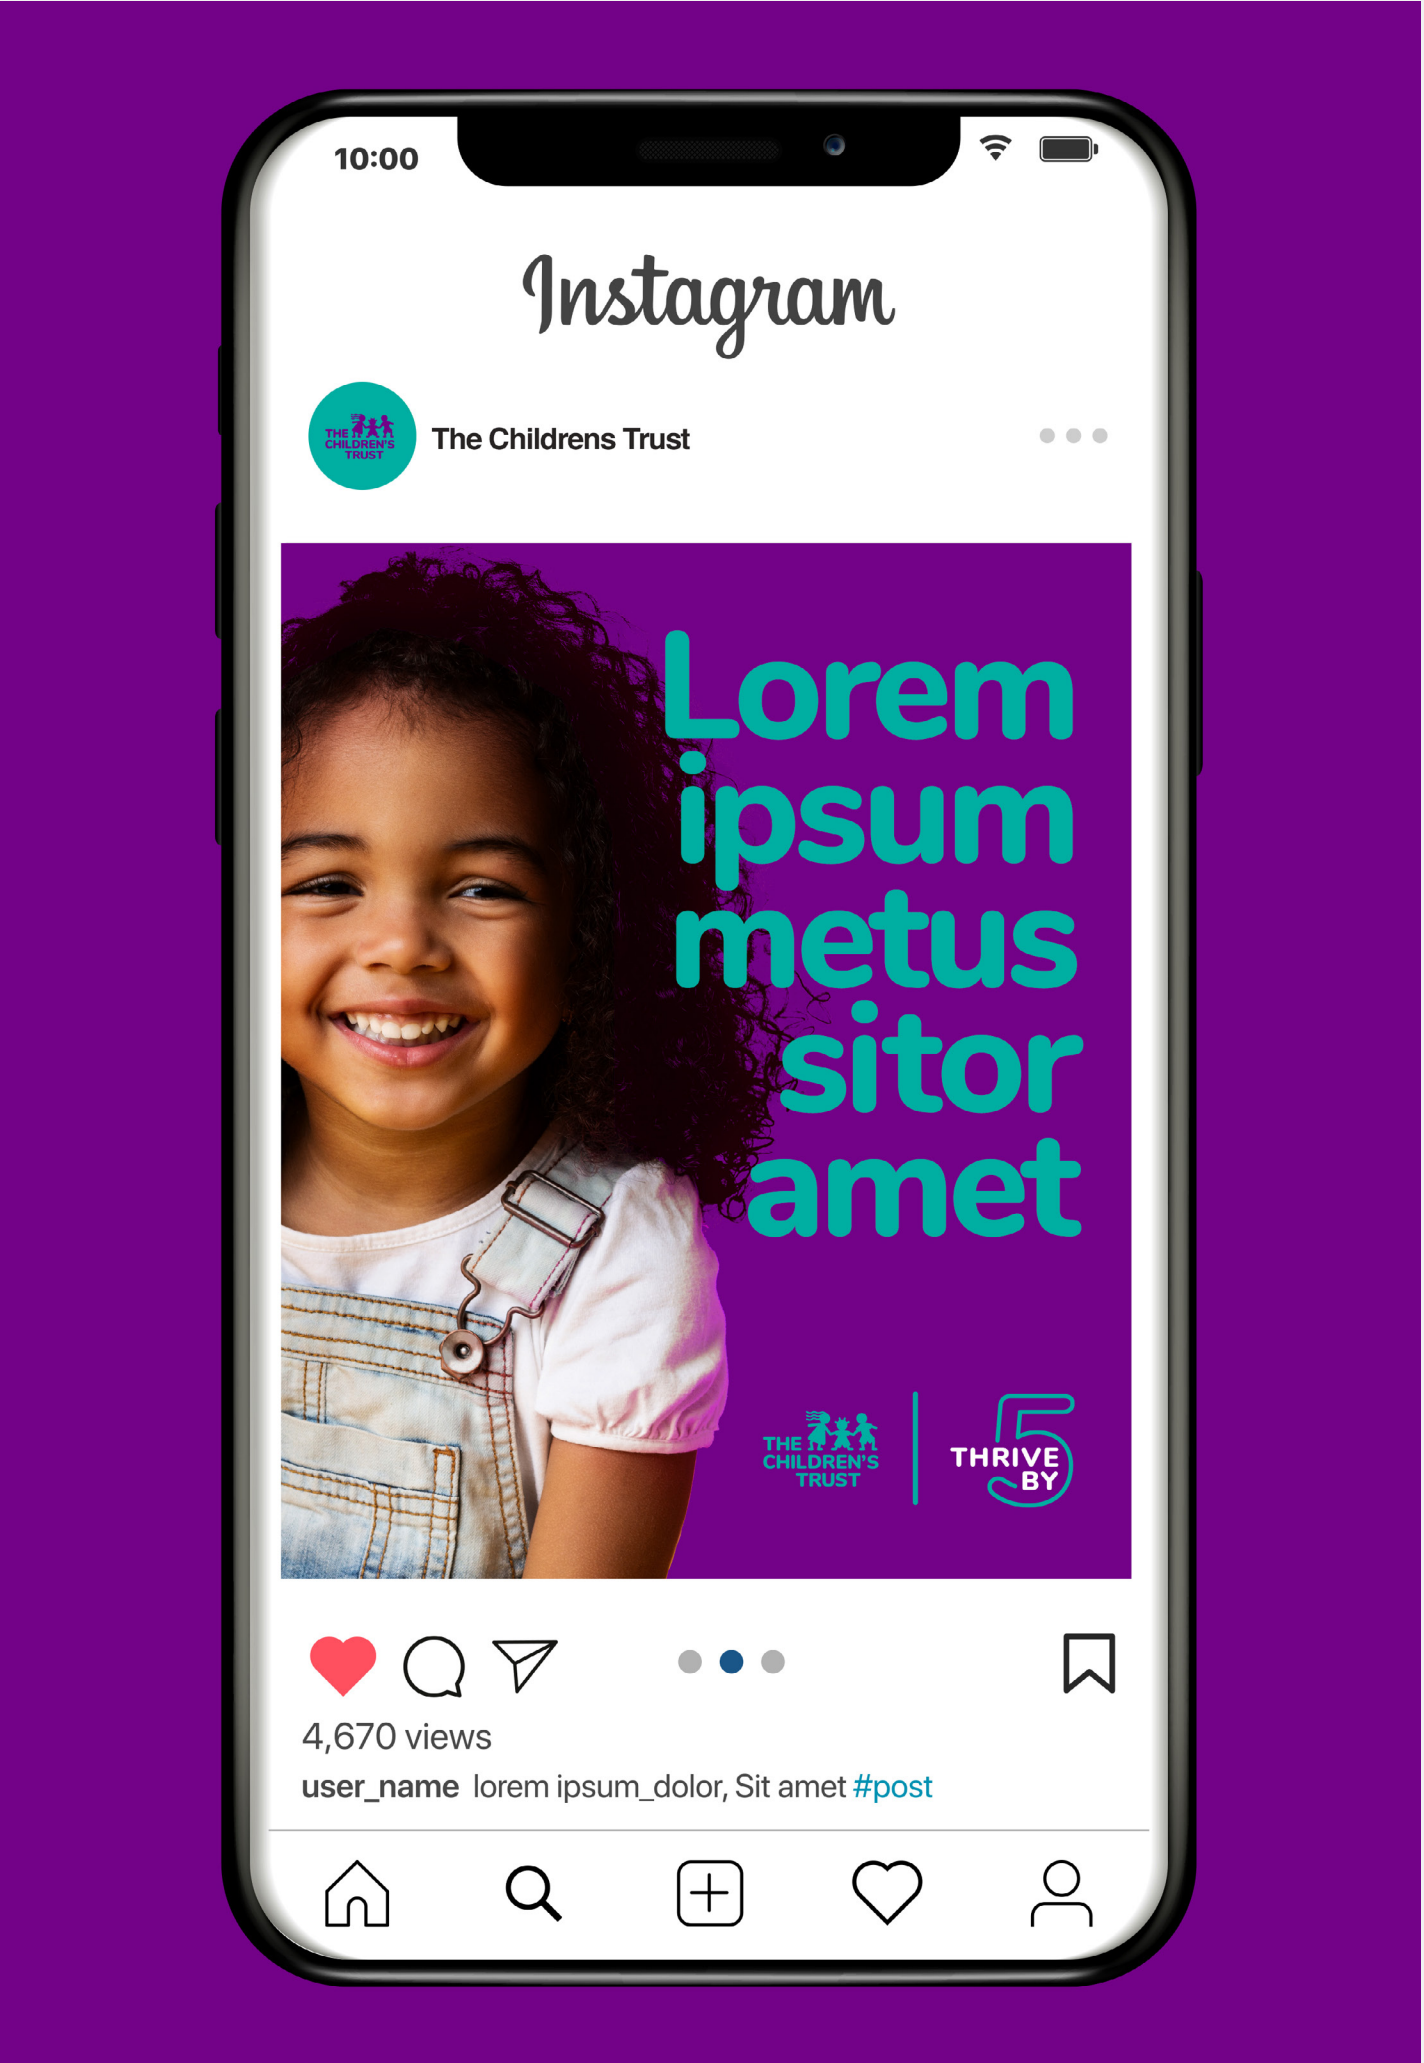 10:00
Instagram
THE
CHILDREN'S
TRUST
The Childrens Trust
Lorem
ipsum
metus
sitor
amet
THE
CHILDREN'S
TRUST
THRIVE
BY
5
4,670 views
user_name lorem ipsum_dolor, Sit amet #post